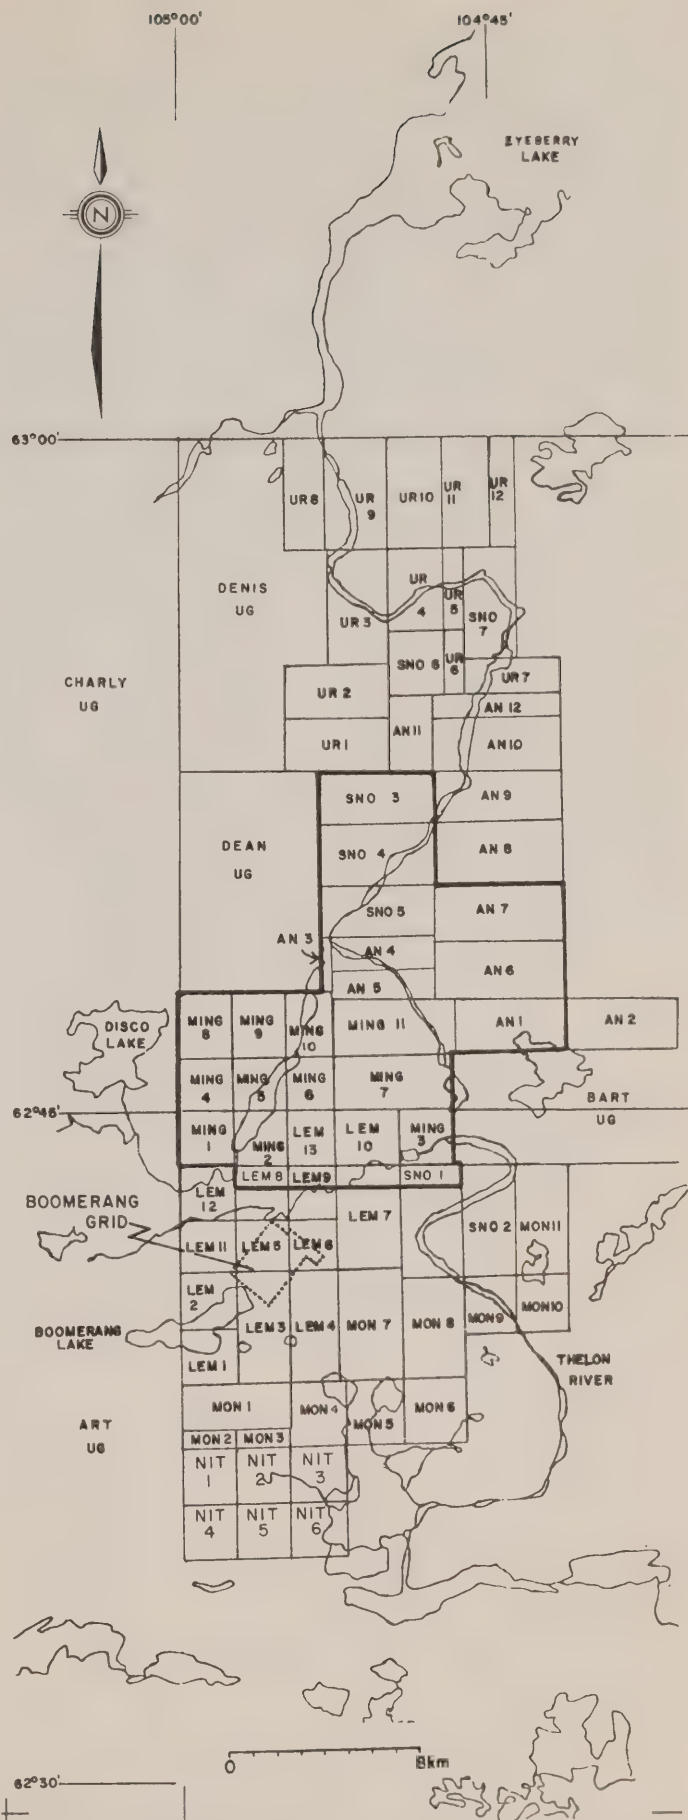 105°00'
104°45'
EYEBERRY
LAKE
N
63°00'
UR 8
UR
9
UR 10
UR
11
UR
12
DENIS
UG
UR 3
UR
4
UR
5
SNO
7
SNO 6
UR
6
UR 7
CHARLY
UG
UR 2
AN 12
AN 11
UR 1
AN 10
SNO 3
AN 9
DEAN
UG
SNO 4
AN 8
SNO 5
AN 7
AN 3
AN 4
AN 6
AN 5
DISCO
LAKE
MING
8
MING
9
MING
10
MING 11
AN 1
AN 2
MING
4
MING
5
MING
6
MING
7
BART
UG
62°45'
MING
1
MING
2
LEM
13
LEM
10
MING
3
LEM 8
LEM 9
SNO 1
LEM
12
BOOMERANG
GRID
LEM 7
SNO 2
MON 11
LEM 11
LEM 5
LEM 6
LEM
2
BOOMERANG
LAKE
LEM 3
LEM 4
MON 7
MON 8
MON 9
MON 10
LEM 1
THELON
RIVER
ART
UG
MON 1
MON 4
MON 5
MON 6
MON 2
MON 3
NIT
1
NIT
2
NIT
3
NIT
4
NIT
5
NIT
6
0
8km
62°30'